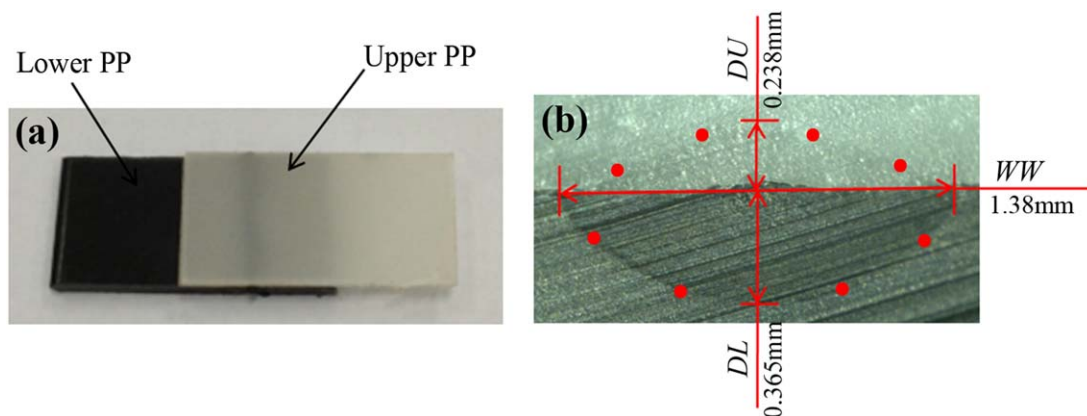 Lower PP
Upper PP
(a)
(b)
DU
0.238mm
WW
1.38mm
DL
0.365mm